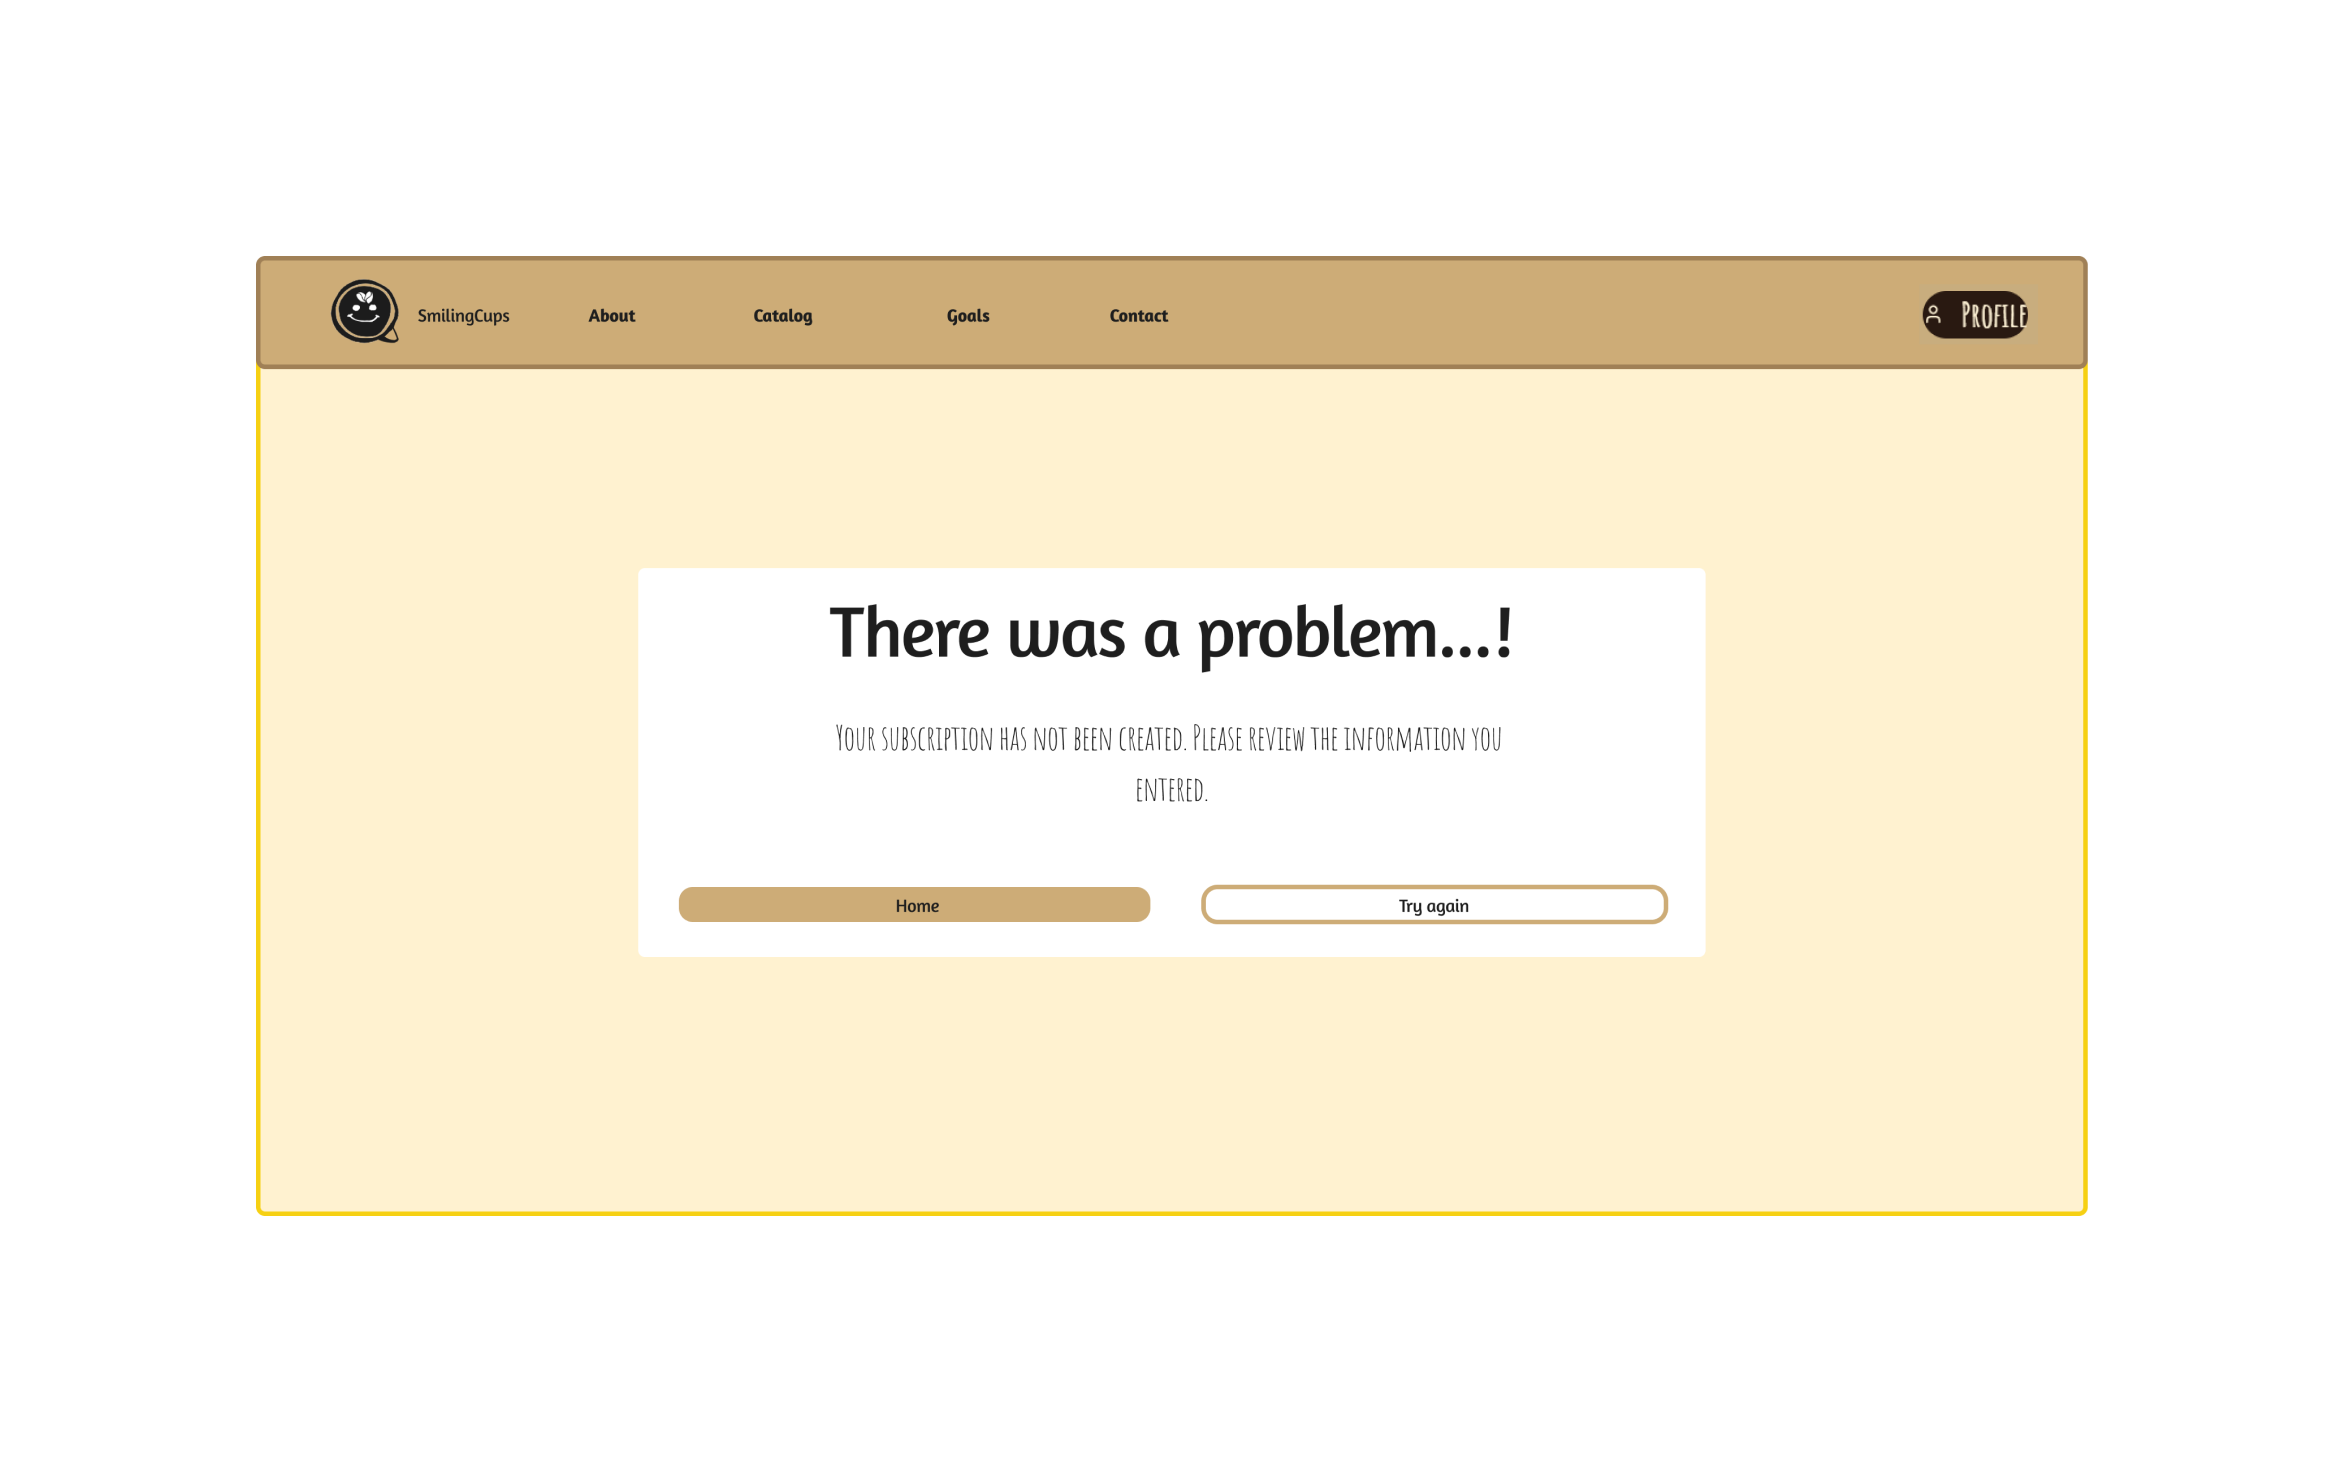 SmilingCups About Catalog Goals Contact Profile
There was a problem...!
Your subscription has not been created. Please review the information you
entered.
Home Try again